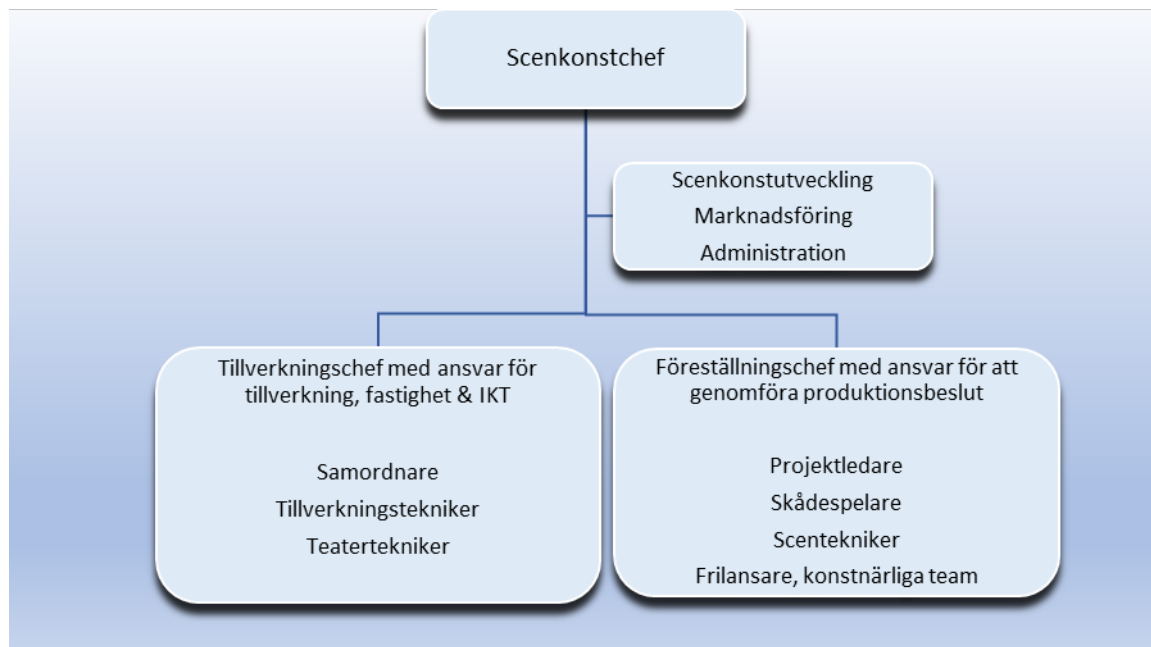 Scenkonstchef
Scenkonstutveckling
Marknadsföring
Administration
Tillverkningschef med ansvar för
tillverkning, fastighet & IKT
Samordnare
Tillverkningstekniker
Teatertekniker
Föreställningschef med ansvar för att
genomföra produktionsbeslut
Projektledare
Skådespelare
Scentekniker
Frilansare, konstnärliga team